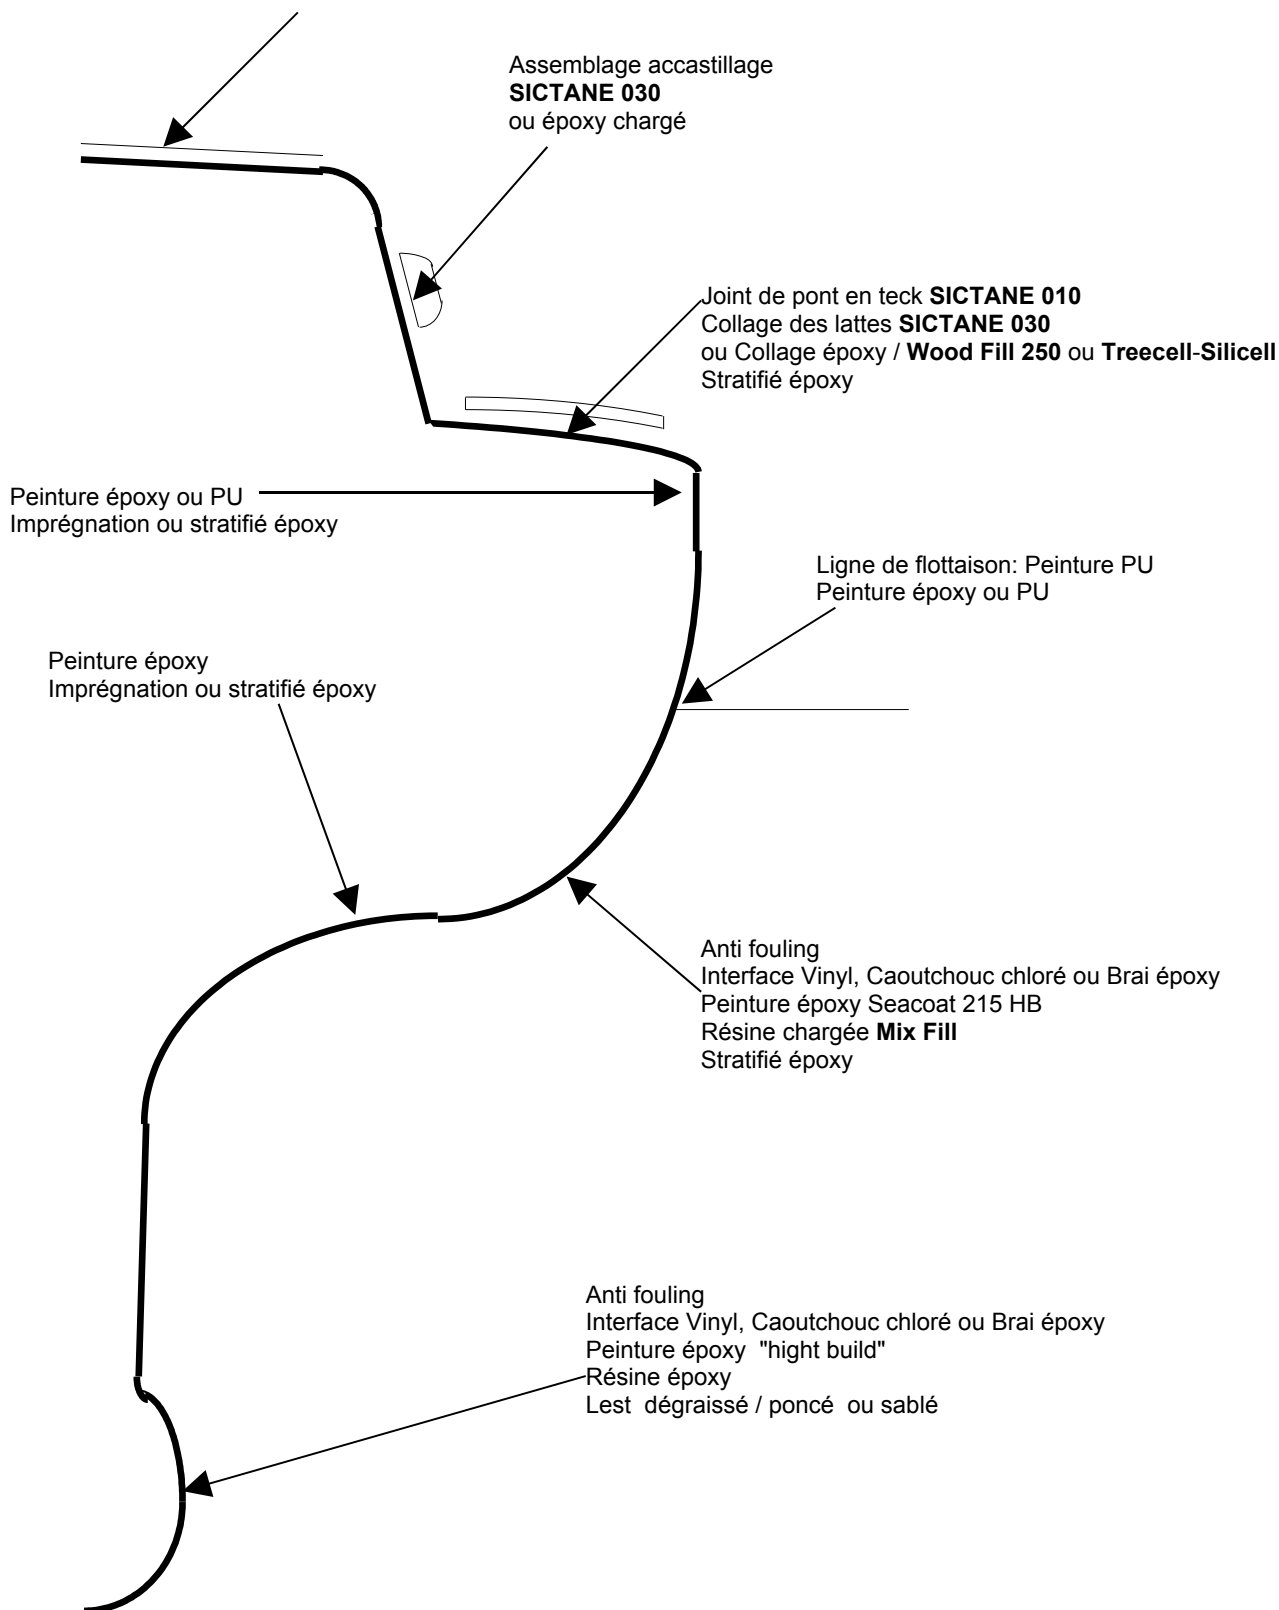 Assemblage accastillage
SICTANE 030
ou époxy chargé
Joint de pont en teck SICTANE 010
Collage des lattes SICTANE 030
ou Collage époxy / Wood Fill 250 ou Treecell-Silicell
Stratifié époxy
Peinture époxy ou PU
Imprégnation ou stratifié époxy
Ligne de flottaison: Peinture PU
Peinture époxy ou PU
Peinture époxy
Imprégnation ou stratifié époxy
Anti fouling
Interface Vinyl, Caoutchouc chloré ou Brai époxy
Peinture époxy Seacoat 215 HB
Résine chargée Mix Fill
Stratifié époxy
Anti fouling
Interface Vinyl, Caoutchouc chloré ou Brai époxy
Peinture époxy "hight build"
Résine époxy
Lest dégraissé / poncé ou sablé